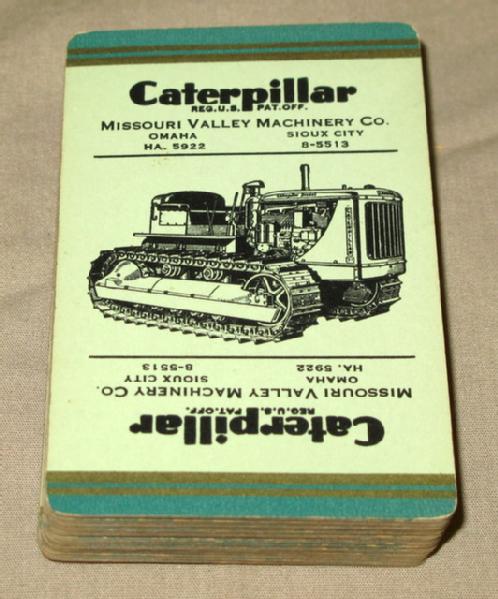 Caterpillar
REG. U.S. PAT. OFF.
MISSOURI VALLEY MACHINERY CO.
OMAHA SIOUX CITY
HA. 5922 8-5513
HA. 5922 8-5513
OMAHA SIOUX CITY
MISSOURI VALLEY MACHINERY CO.
REG. U.S. PAT. OFF.
Caterpillar